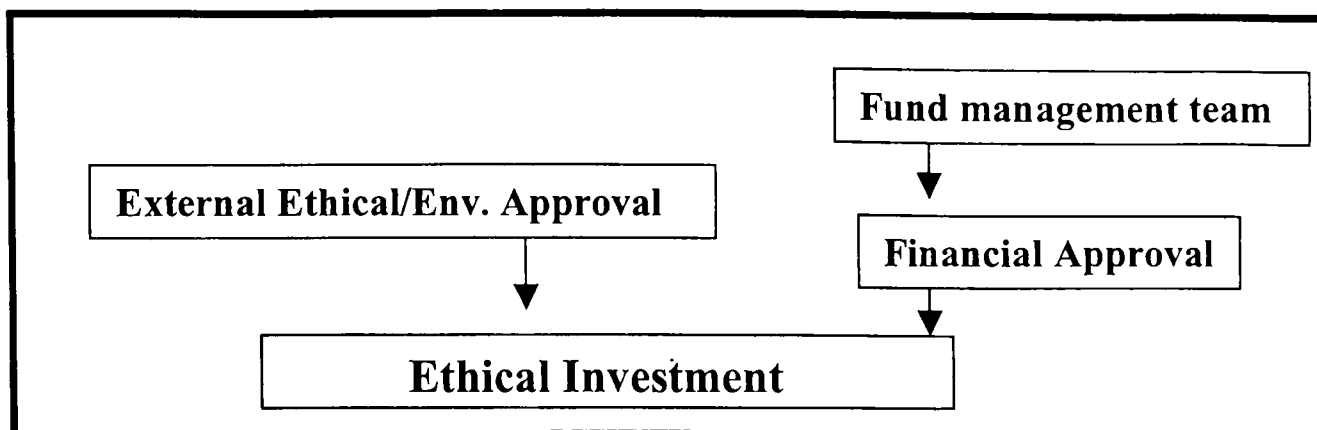 Fund management team
External Ethical/Env. Approval
Financial Approval
Ethical Investment